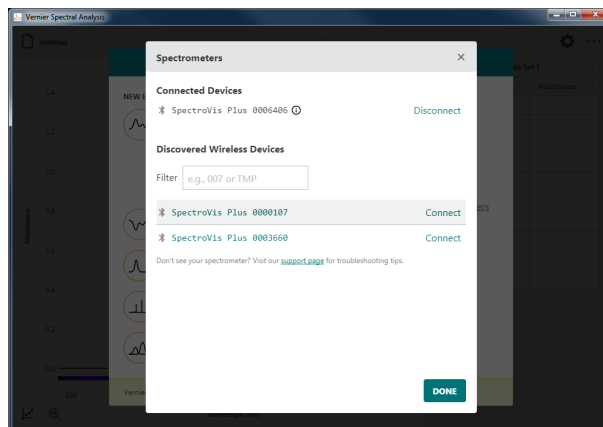 Vernier Spectral Analysis
Untitled
Spectrometers
Connected Devices
SpectroVis Plus 0006406
Disconnect
Discovered Wireless Devices
Filter
e.g., 007 or TMP
SpectroVis Plus 0000107
Connect
SpectroVis Plus 0003660
Connect
Don't see your spectrometer? Visit our support page for troubleshooting tips.
DONE
NEW E
Set 1
Absorbance
Absorbance
1.4
1.2
1.0
0.8
0.6
0.4
0.2
0.0
400
Vernie